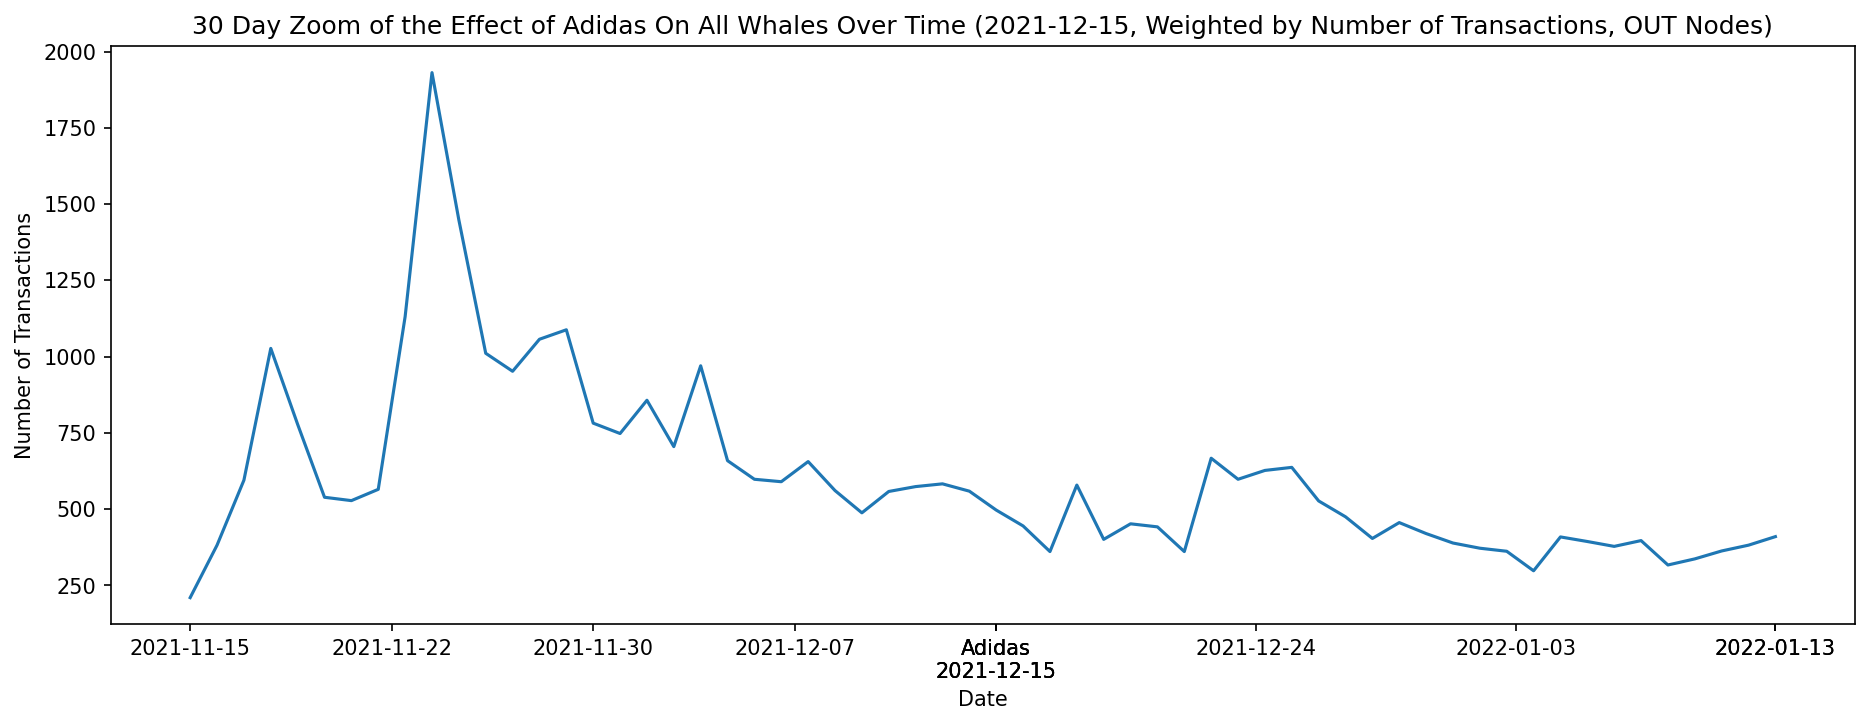 30 Day Zoom of the Effect of Adidas On All Whales Over Time (2021-12-15, Weighted by Number of Transactions, OUT Nodes)
2000
1750
1500
1250
1000
750
500
250
Number of Transactions
2021-11-15 2021-11-22 2021-11-30 2021-12-07 Adidas 2021-12-24 2022-01-03 2022-01-13
2021-12-15
Date